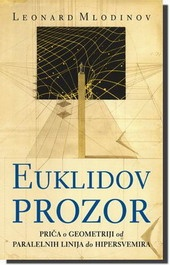 LEONARD MLODINOV
EUKLIDOV
PROZOR
PRIČA O GEOMETRIJI od
PARALELNIH LINIJA do HIPERSVEMIRA